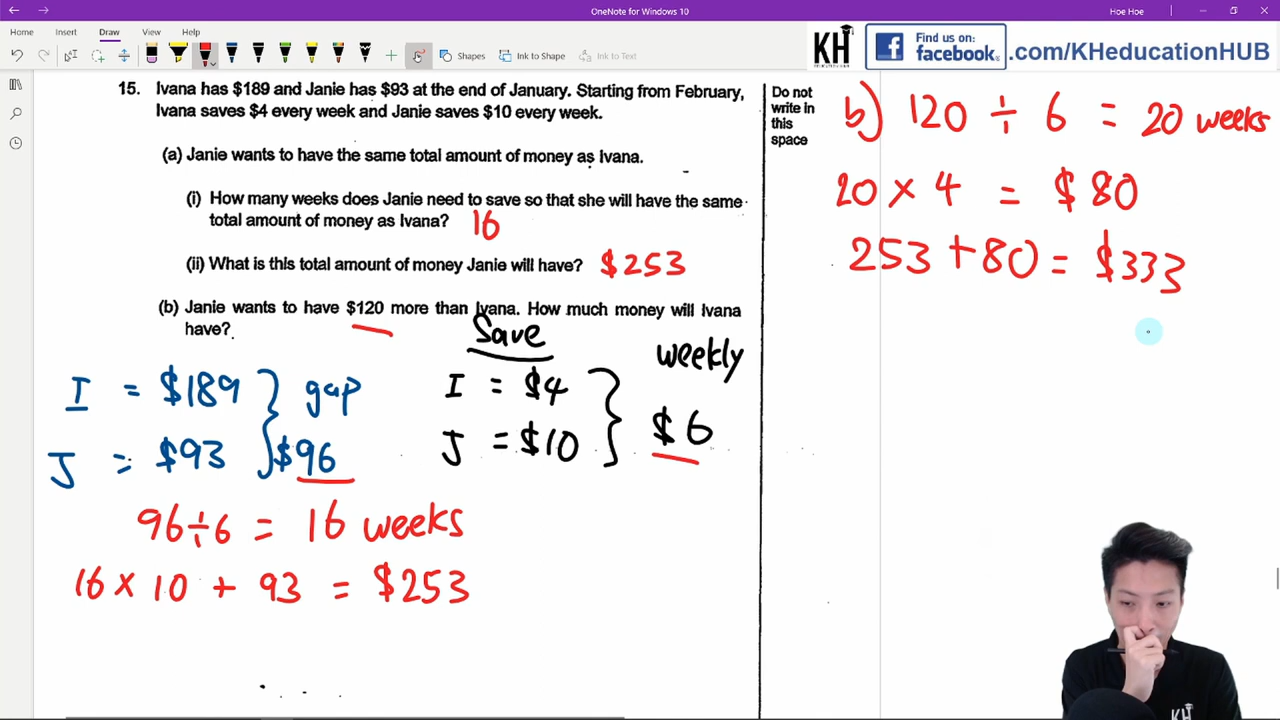 OneNote for Windows 10
Hoe Hoe
Home Insert Draw View Help
Shapes Ink to Shape Ink to Text
KH
Find us on:
facebook.
.com/KHeducationHUB
15. Ivana has $189 and Janie has $93 at the end of January. Starting from February,
Ivana saves $4 every week and Janie saves $10 every week.
(a) Janie wants to have the same total amount of money as Ivana.
(i) How many weeks does Janie need to save so that she will have the same
total amount of money as Ivana? 16
(ii) What is this total amount of money Janie will have? $253
(b) Janie wants to have $120 more than Ivana. How much money will Ivana
have?
Do not
write in
this
space
Save
weekly
I = $189 } gap
J = $93 } $96
I = $4
J = $10 } $6
96÷6 = 16 weeks
16 × 10 + 93 = $253
b) 120 ÷ 6 = 20 weeks
20 × 4 = $80
253 + 80 = $333
KH